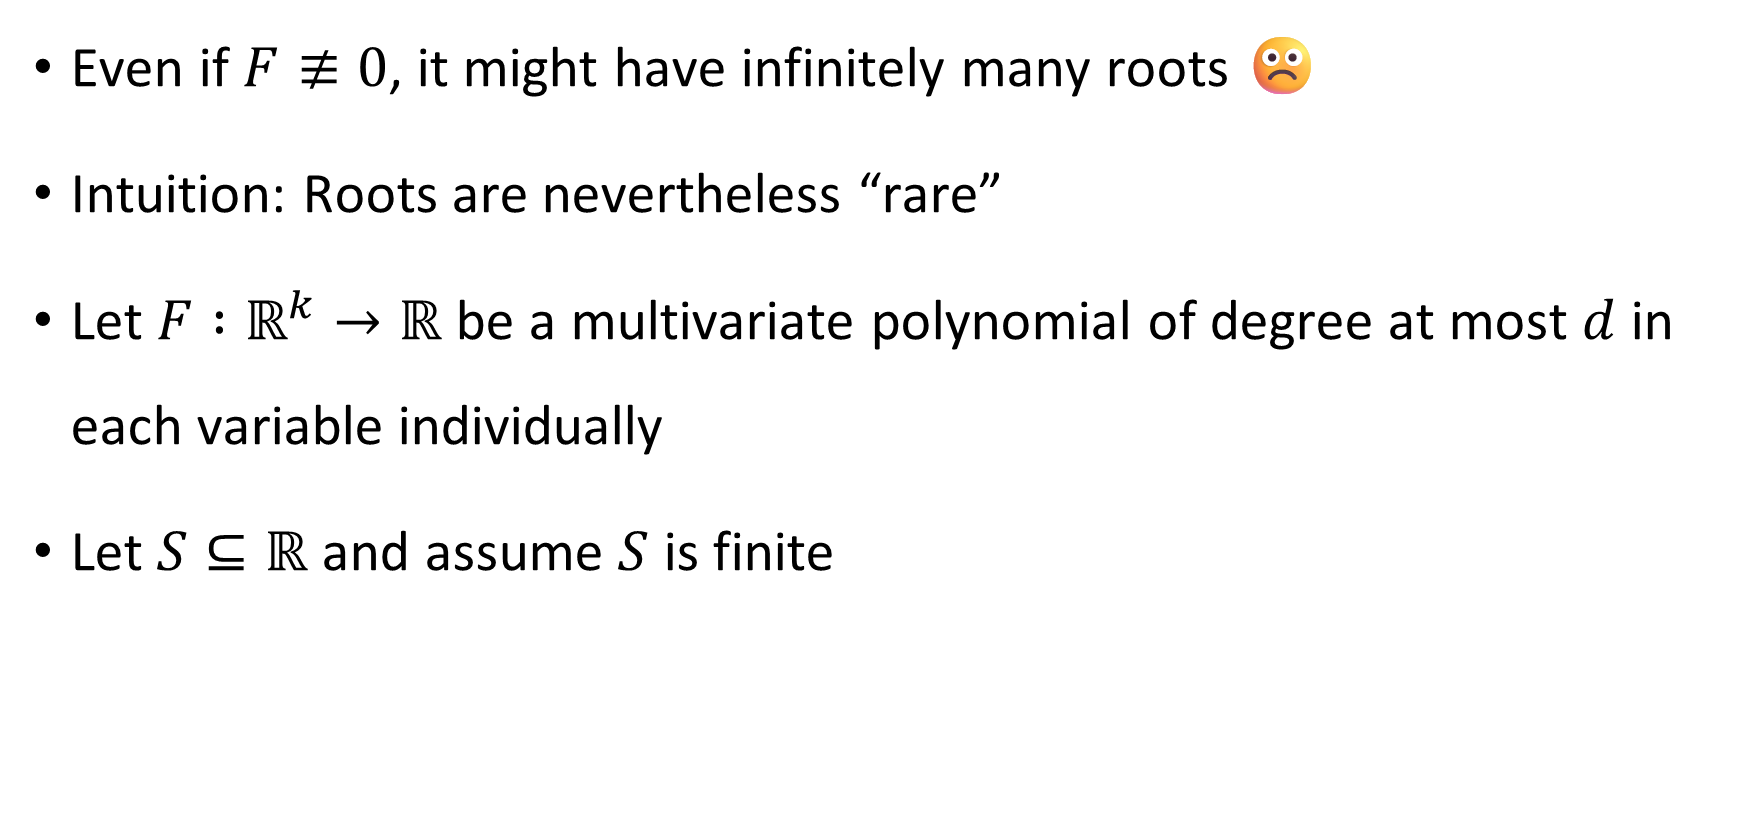 • Even if 𝐹 ≢ 0, it might have infinitely many roots ☹️
• Intuition: Roots are nevertheless “rare”
• Let 𝐹 : ℝ^𝑘 → ℝ be a multivariate polynomial of degree at most 𝑑 in
each variable individually
• Let 𝑆 ⊆ ℝ and assume 𝑆 is finite